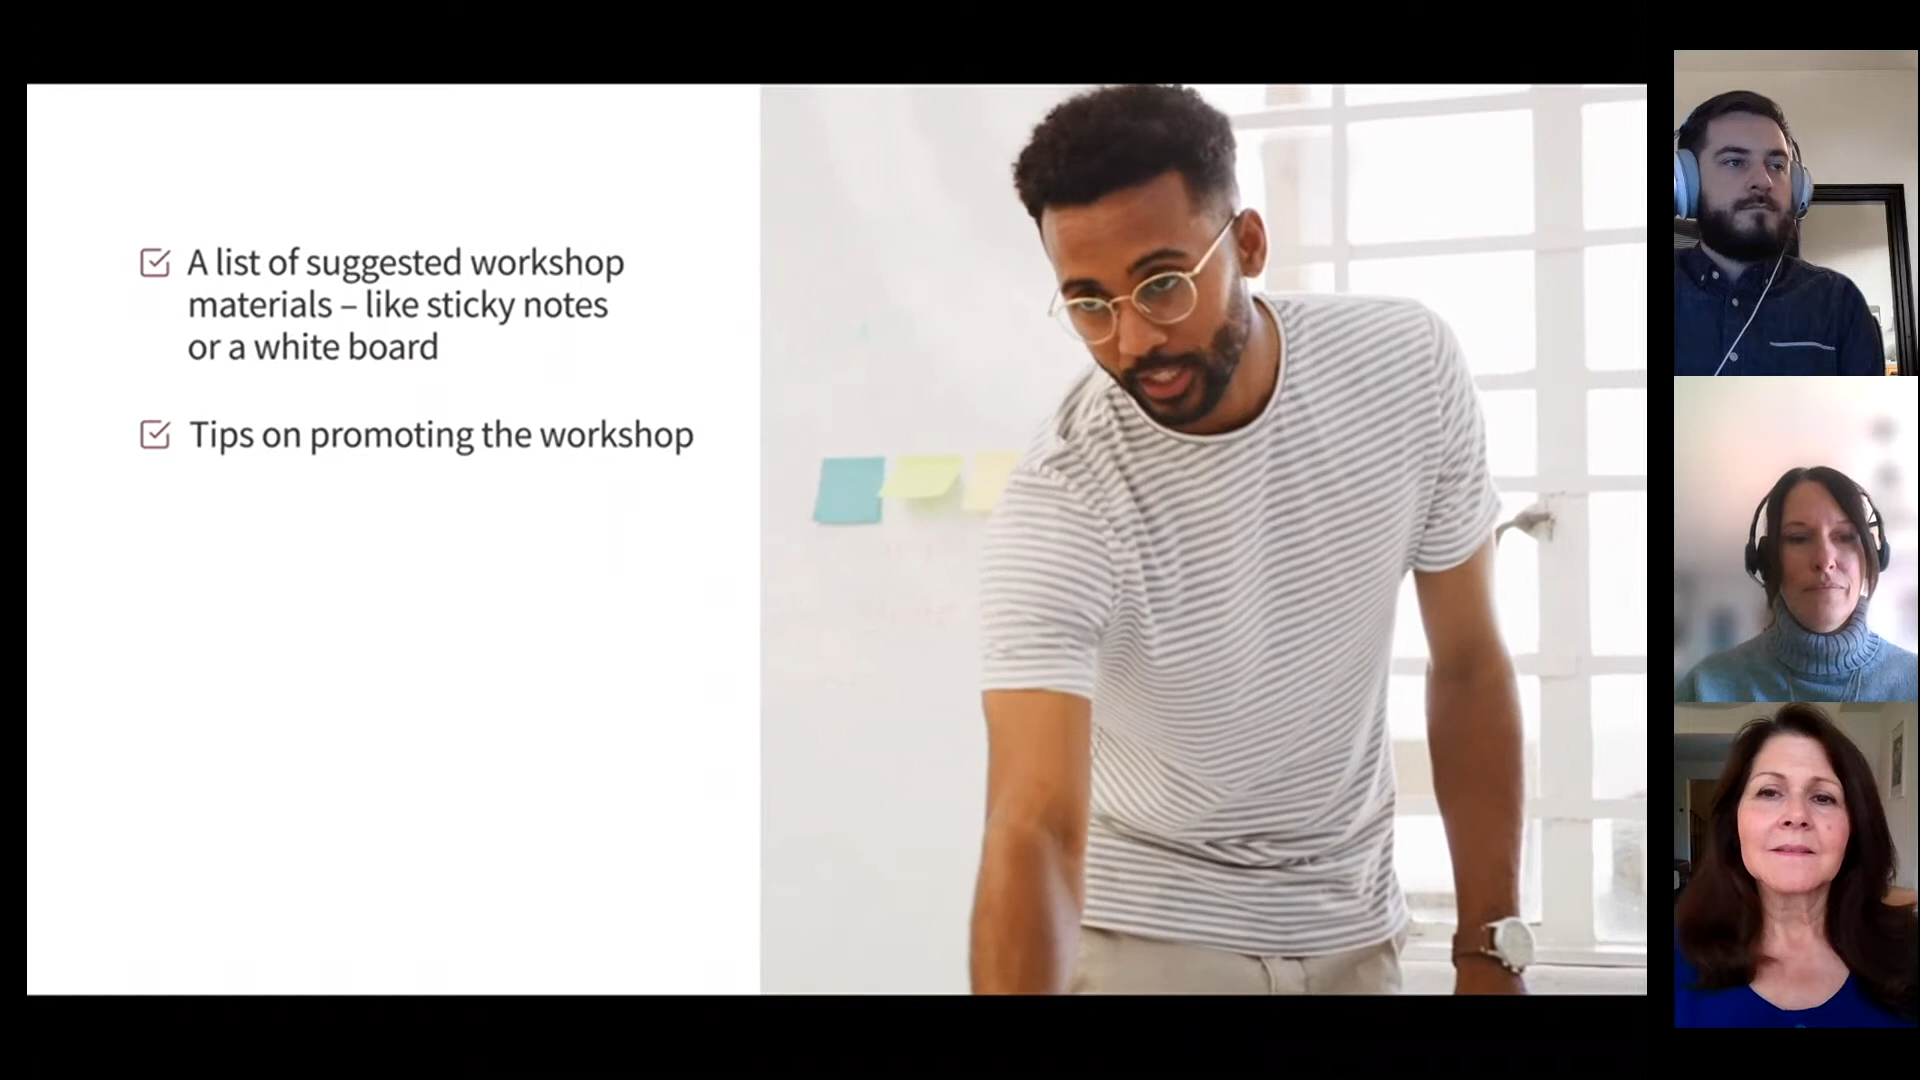 A list of suggested workshop
materials – like sticky notes
or a white board
Tips on promoting the workshop